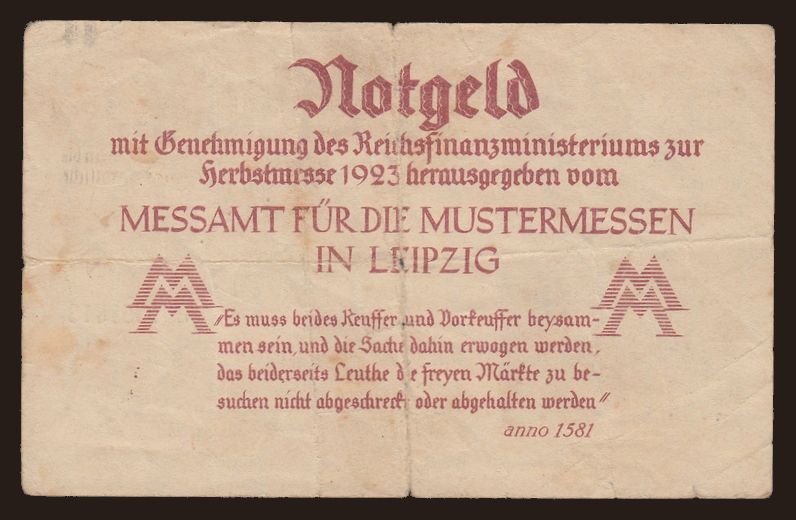 Notgeld
mit Genehmigung des Reichsfinanzministeriums zur
Herbstmesse 1923 herausgegeben vom
MESSAMT FÜR DIE MUSTERMESSEN
IN LEIPZIG
MM MM
"Es muss beides Keuffer und Vorkeuffer beysam-
men sein, und die Sache dahin erwogen werden,
das beiderseits Leuthe die freyen Märkte zu be-
suchen nicht abgeschreckt oder abgehalten werden"
anno 1581